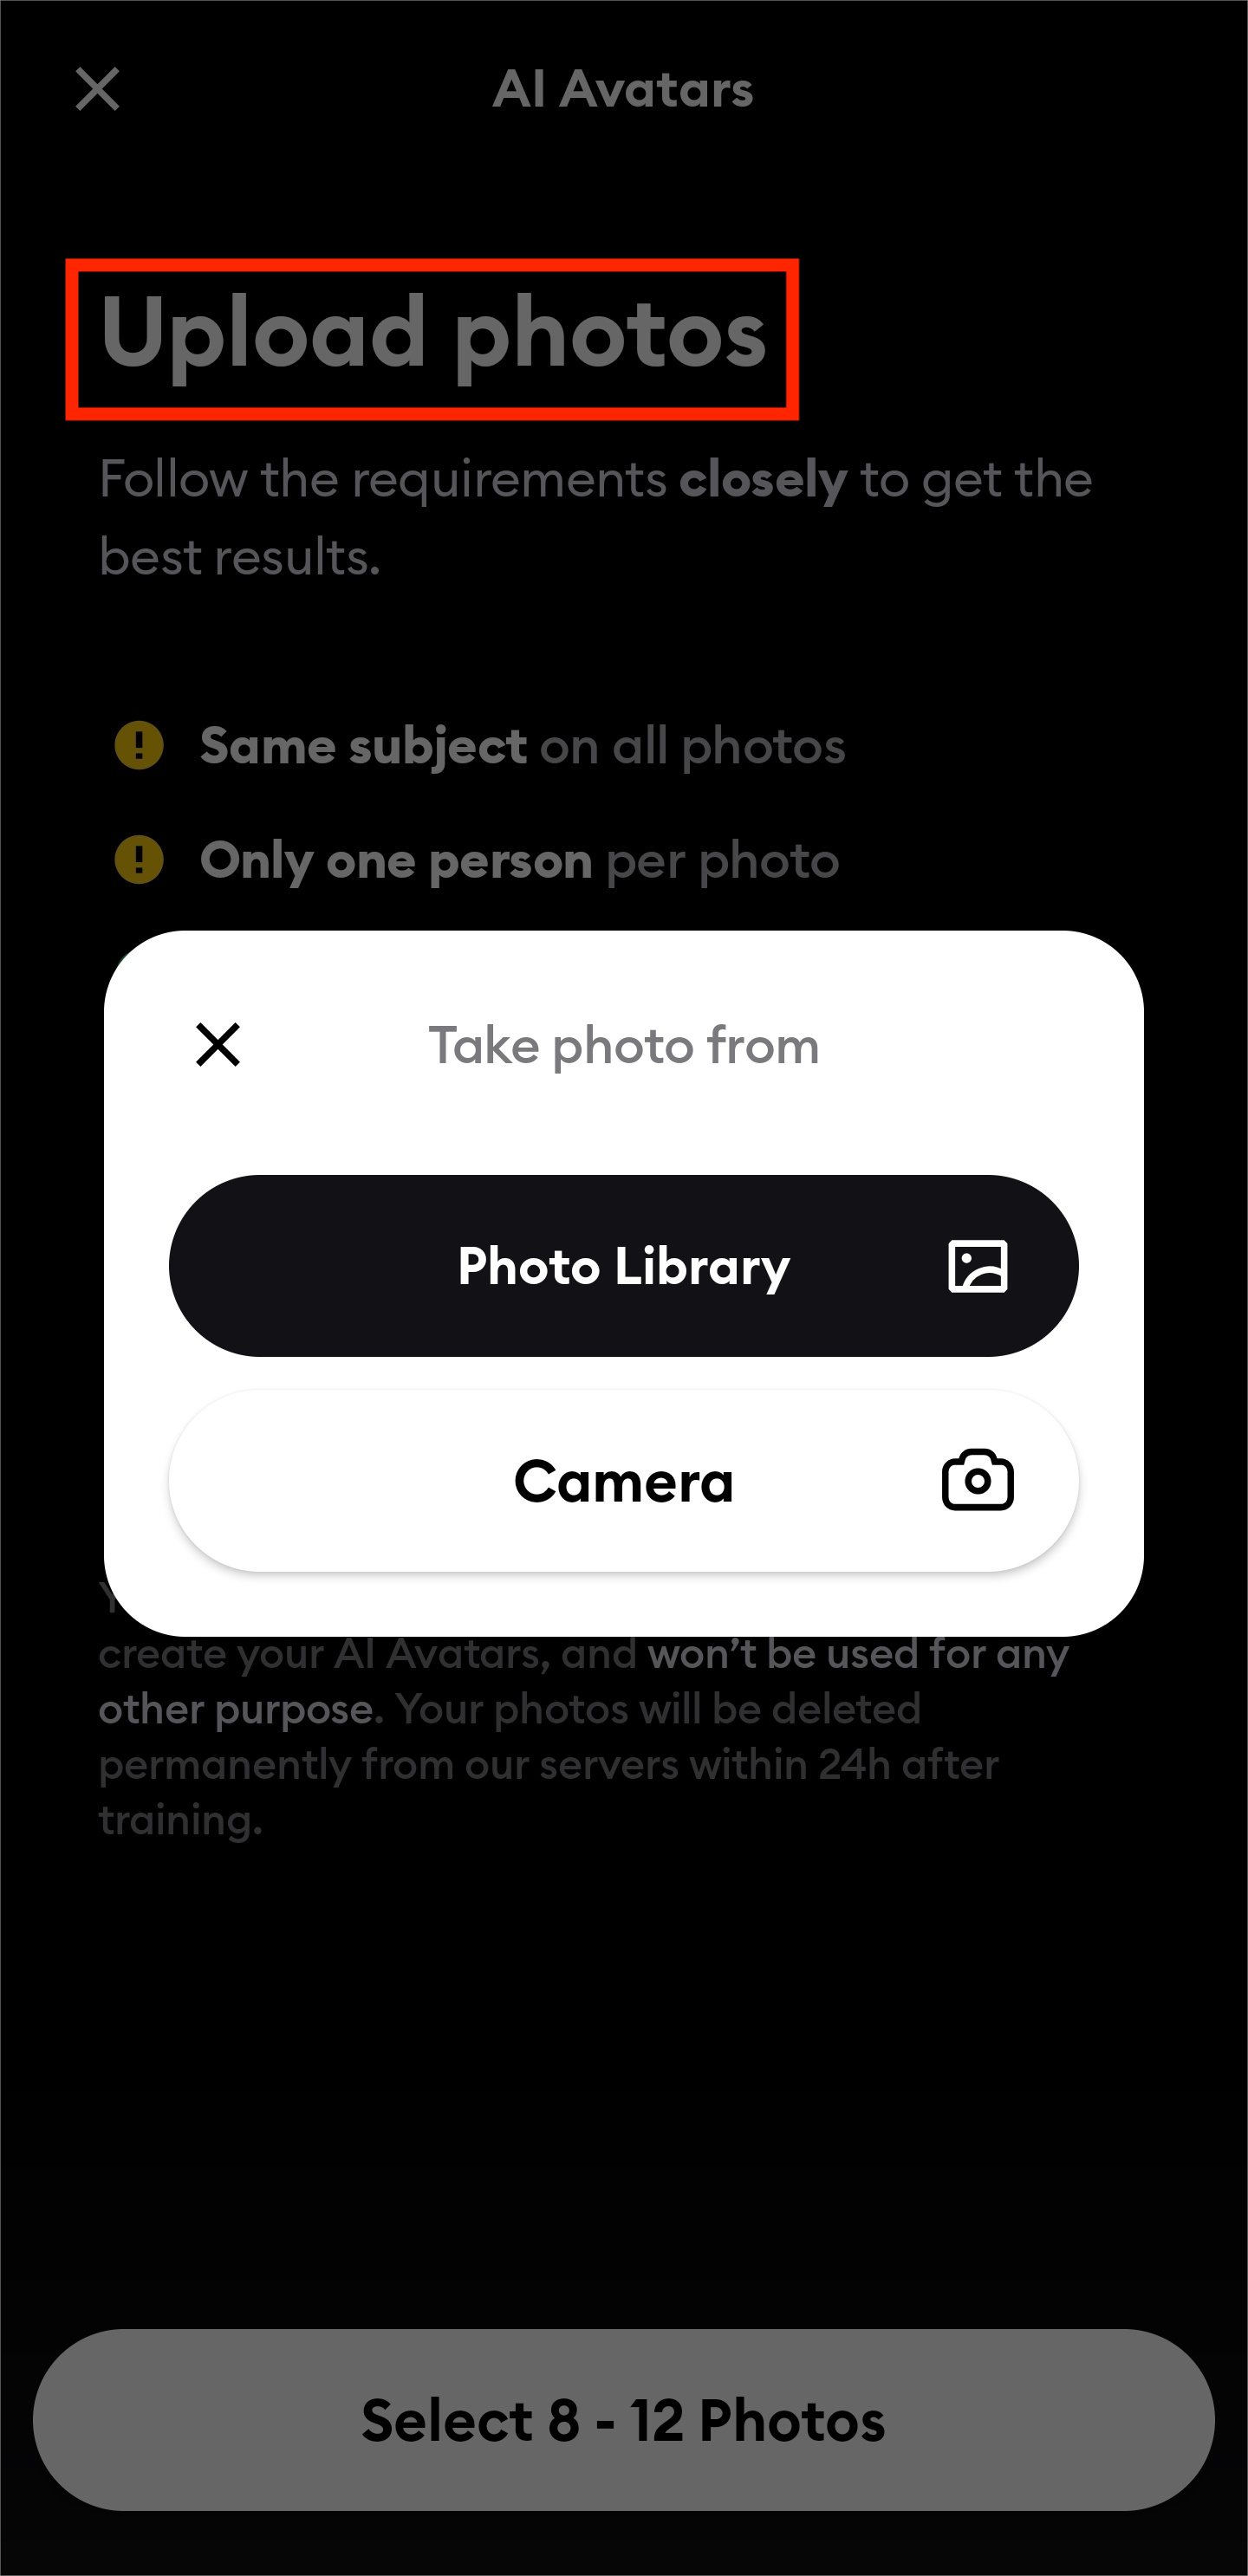 AI Avatars
Upload photos
Follow the requirements closely to get the
best results.
Same subject on all photos
Only one person per photo
Take photo from
Photo Library
Camera
create your AI Avatars, and won’t be used for any
other purpose. Your photos will be deleted
permanently from our servers within 24h after
training.
Select 8 - 12 Photos